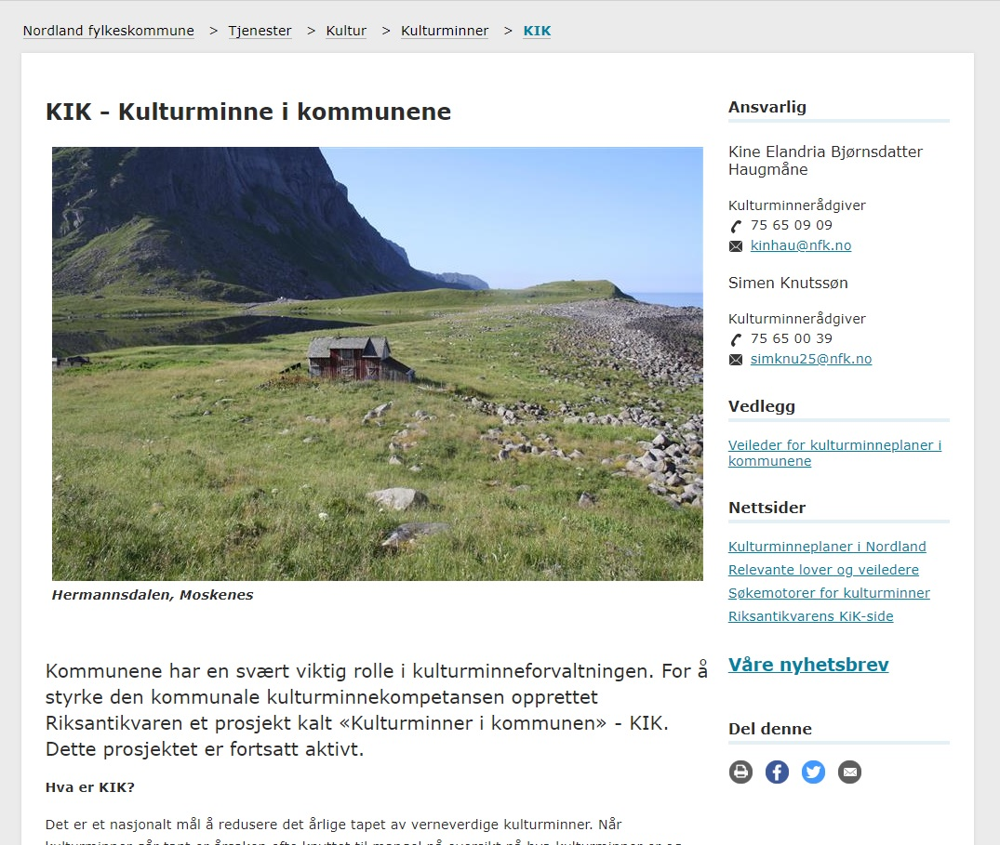 Nordland fylkeskommune > Tjenester > Kultur > Kulturminner > KIK
KIK - Kulturminne i kommunene
Hermannsdalen, Moskenes
Kommunene har en svært viktig rolle i kulturminneforvaltningen. For å
styrke den kommunale kulturminnekompetansen opprettet
Riksantikvaren et prosjekt kalt «Kulturminner i kommunen» - KIK.
Dette prosjektet er fortsatt aktivt.
Hva er KIK?
Det er et nasjonalt mål å redusere det årlige tapet av verneverdige kulturminner. Når
Ansvarlig
Kine Elandria Bjørnsdatter
Haugmåne
Kulturminnerådgiver
75 65 09 09
kinhau@nfk.no
Simen Knutssøn
Kulturminnerådgiver
75 65 00 39
simknu25@nfk.no
Vedlegg
Veileder for kulturminneplaner i
kommunene
Nettsider
Kulturminneplaner i Nordland
Relevante lover og veiledere
Søkemotorer for kulturminner
Riksantikvarens KiK-side
Våre nyhetsbrev
Del denne